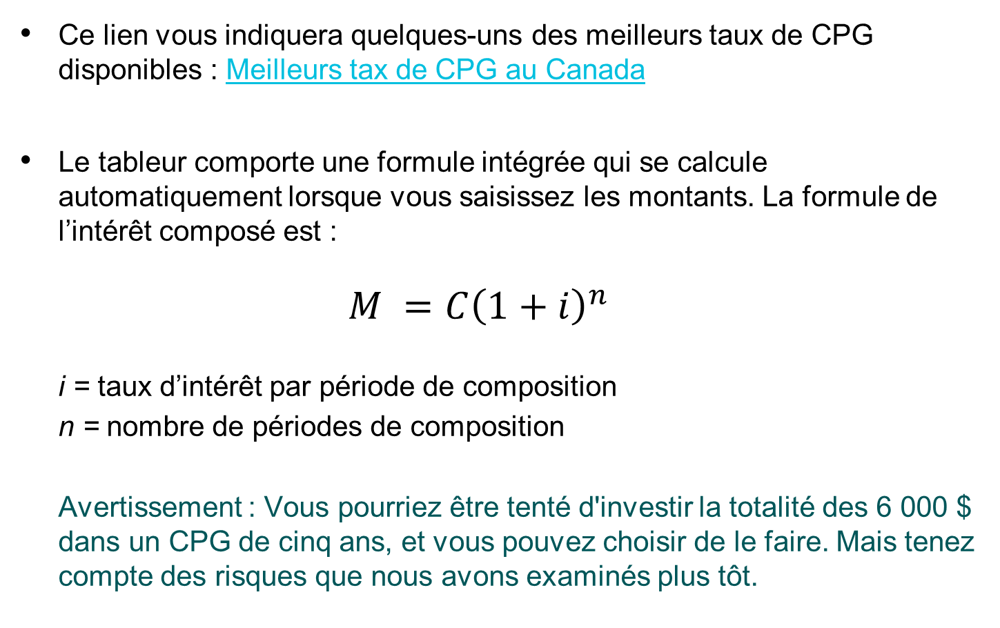 • Ce lien vous indiquera quelques-uns des meilleurs taux de CPG
disponibles : Meilleurs tax de CPG au Canada
• Le tableur comporte une formule intégrée qui se calcule
automatiquement lorsque vous saisissez les montants. La formule de
l’intérêt composé est :
M = C(1 + i)ⁿ
i = taux d’intérêt par période de composition
n = nombre de périodes de composition
Avertissement : Vous pourriez être tenté d'investir la totalité des 6 000 $
dans un CPG de cinq ans, et vous pouvez choisir de le faire. Mais tenez
compte des risques que nous avons examinés plus tôt.